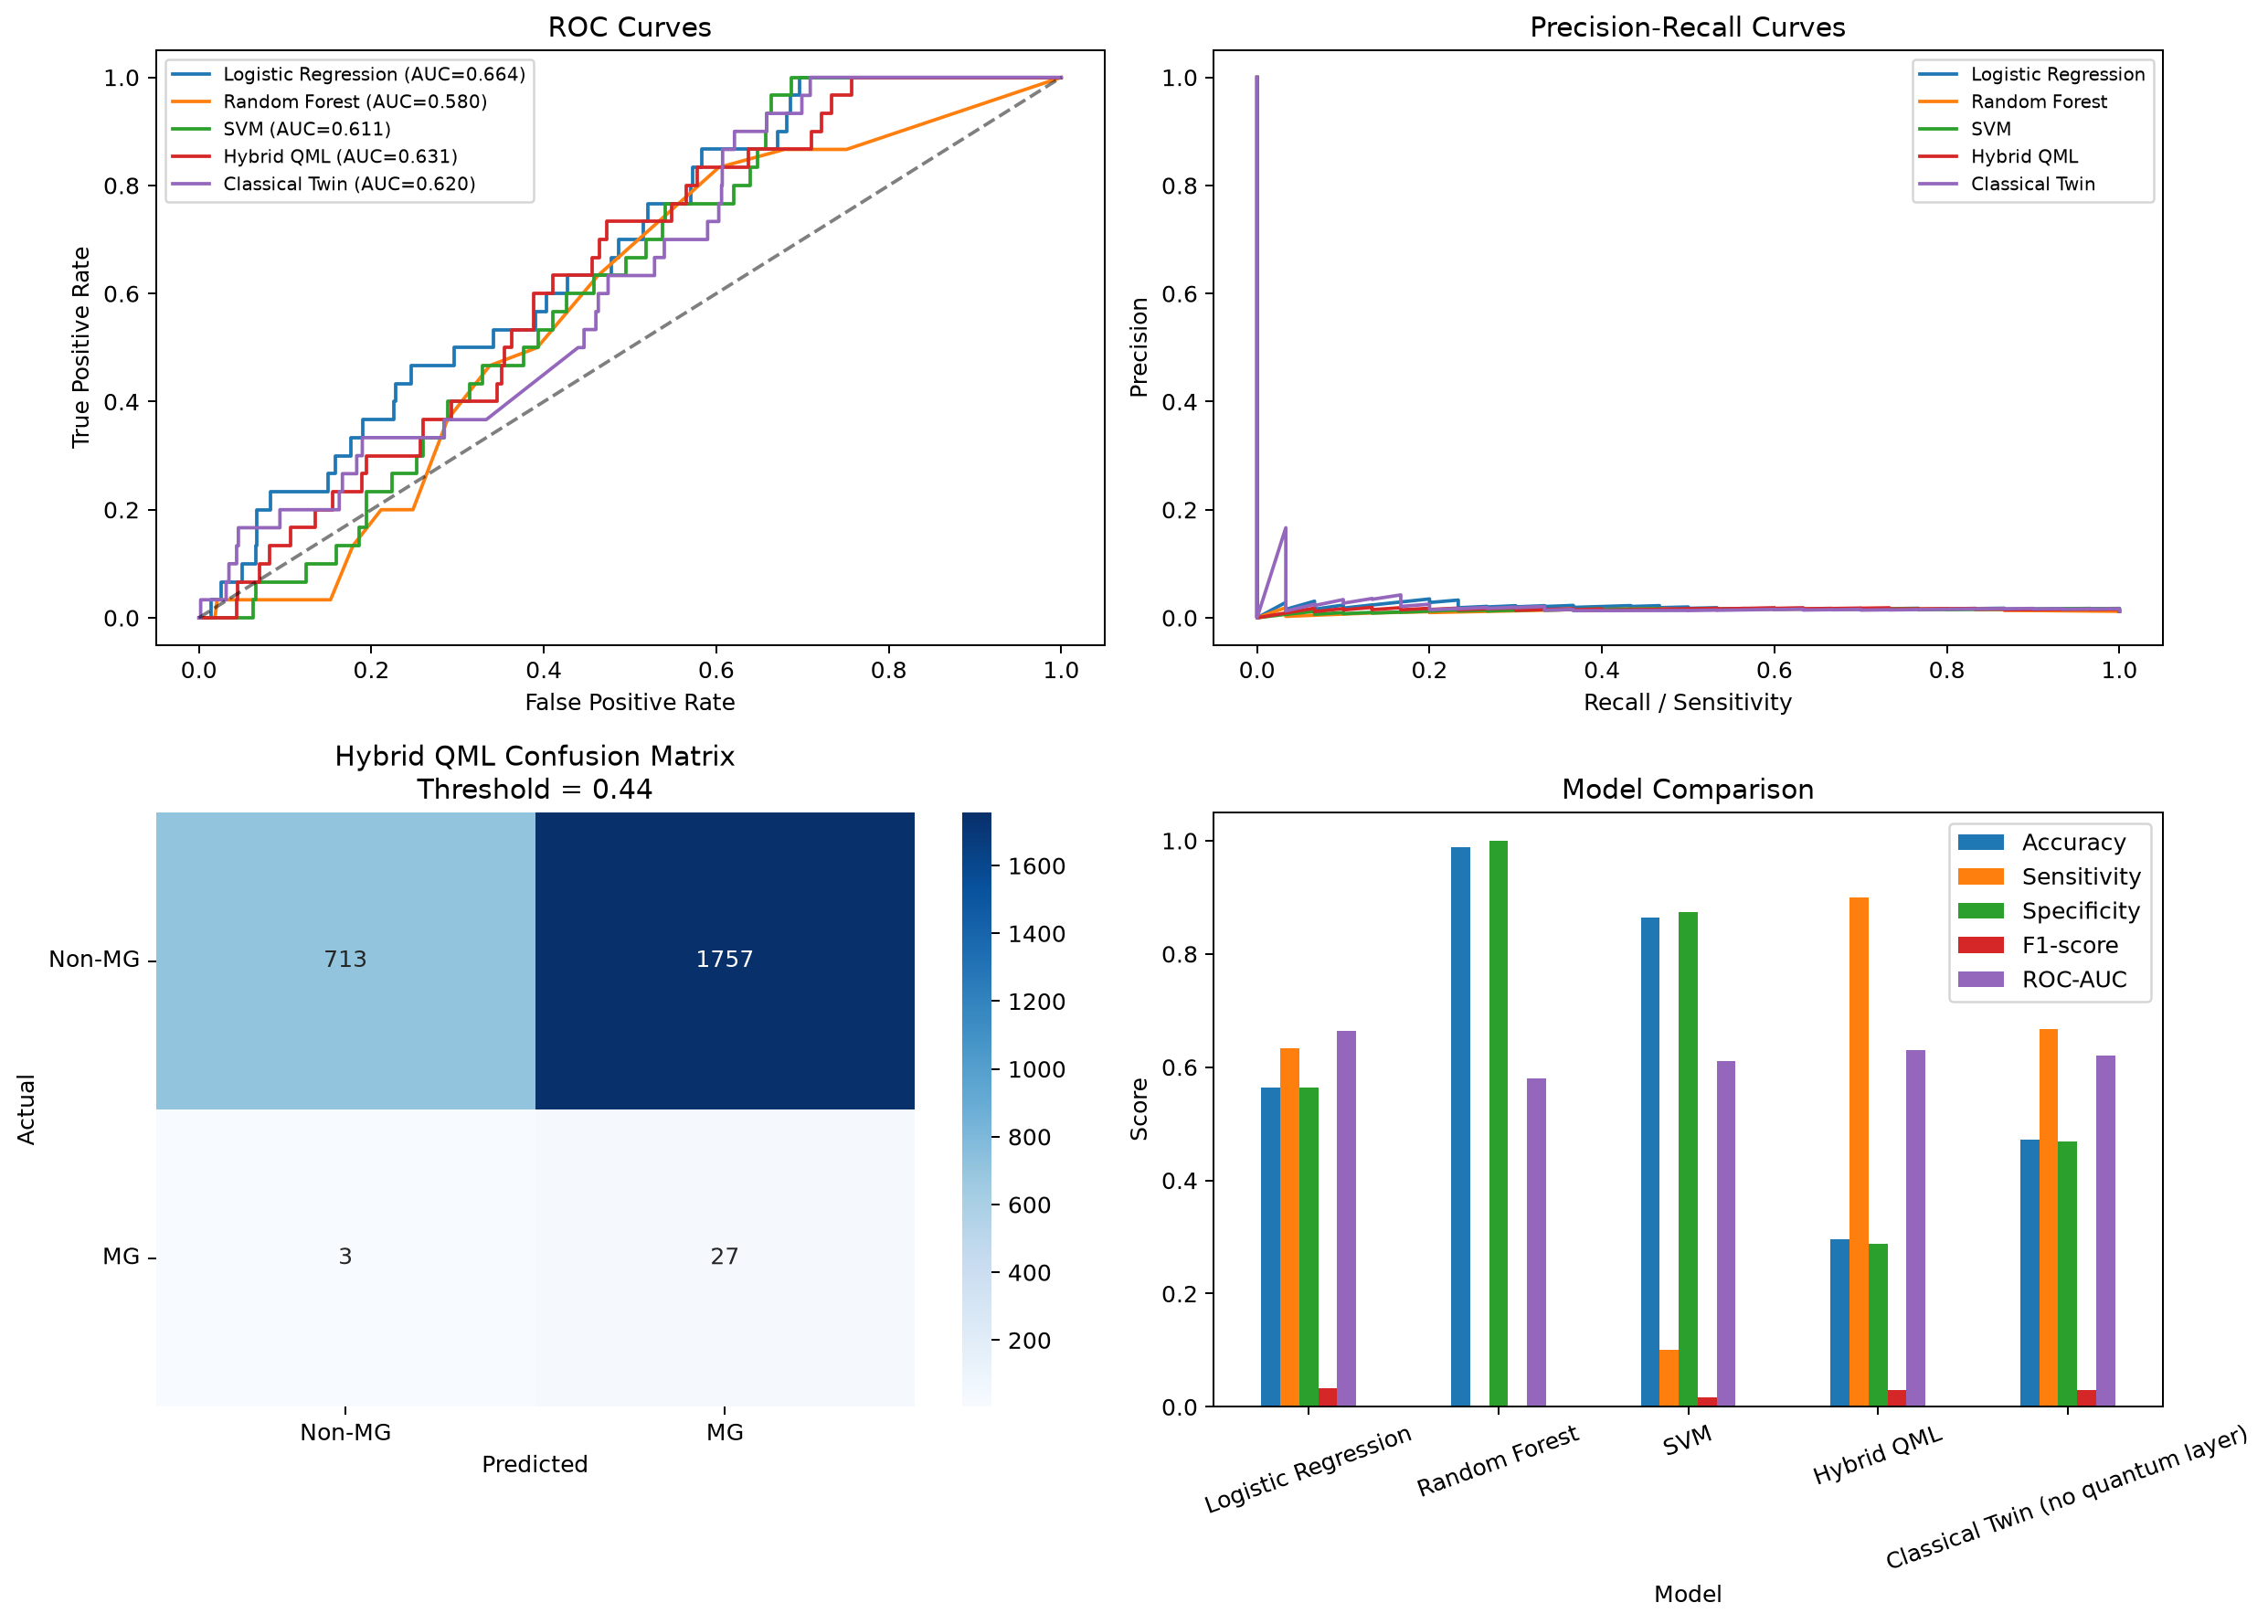 ROC Curves
True Positive Rate
1.0
0.8
0.6
0.4
0.2
0.0
Logistic Regression (AUC=0.664)
Random Forest (AUC=0.580)
SVM (AUC=0.611)
Hybrid QML (AUC=0.631)
Classical Twin (AUC=0.620)
0.0 0.2 0.4 0.6 0.8 1.0
False Positive Rate
Precision-Recall Curves
Precision
1.0
0.8
0.6
0.4
0.2
0.0
Logistic Regression
Random Forest
SVM
Hybrid QML
Classical Twin
0.0 0.2 0.4 0.6 0.8 1.0
Recall / Sensitivity
Hybrid QML Confusion Matrix
Threshold = 0.44
Actual
Non-MG
MG
713 1757
3 27
Non-MG MG
Predicted
1600
1400
1200
1000
800
600
400
200
Model Comparison
Score
1.0
0.8
0.6
0.4
0.2
0.0
Accuracy
Sensitivity
Specificity
F1-score
ROC-AUC
Logistic Regression
Random Forest
SVM
Hybrid QML
Classical Twin (no quantum layer)
Model